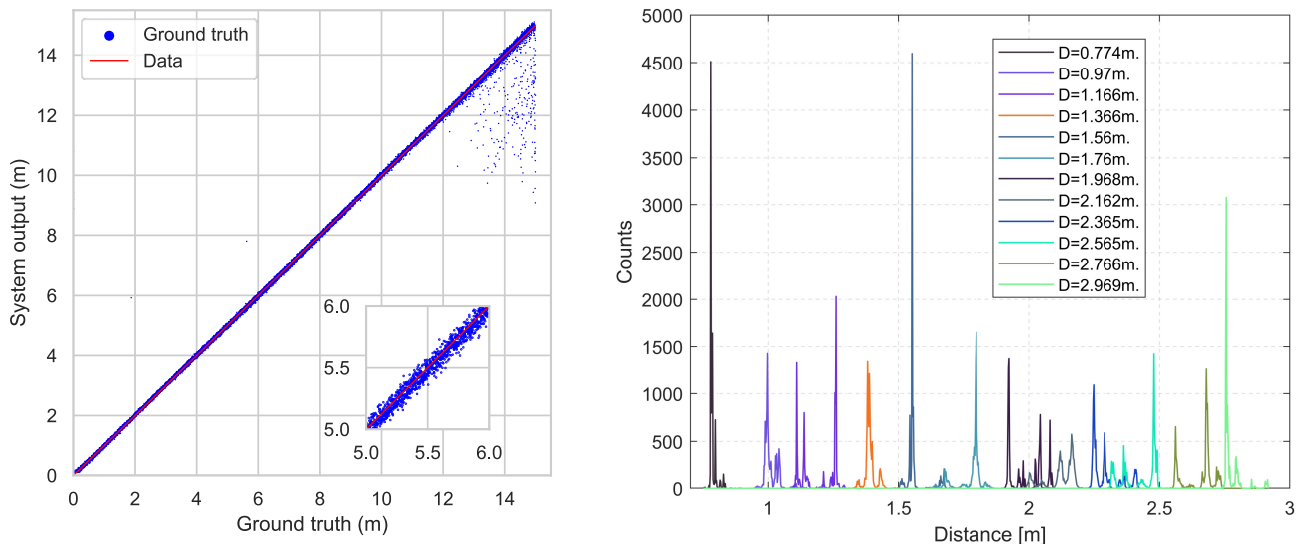 Ground truth
Data
System output (m)
14
12
10
8
6
4
2
0
0
2
4
6
8
10
12
14
Ground truth (m)
6.0
5.5
5.0
5.0
5.5
6.0
5000
4500
4000
3500
3000
2500
2000
1500
1000
500
0
Counts
D=0.774m.
D=0.97m.
D=1.166m.
D=1.366m.
D=1.56m.
D=1.76m.
D=1.968m.
D=2.162m.
D=2.365m.
D=2.565m.
D=2.766m.
D=2.969m.
1
1.5
2
2.5
3
Distance [m]